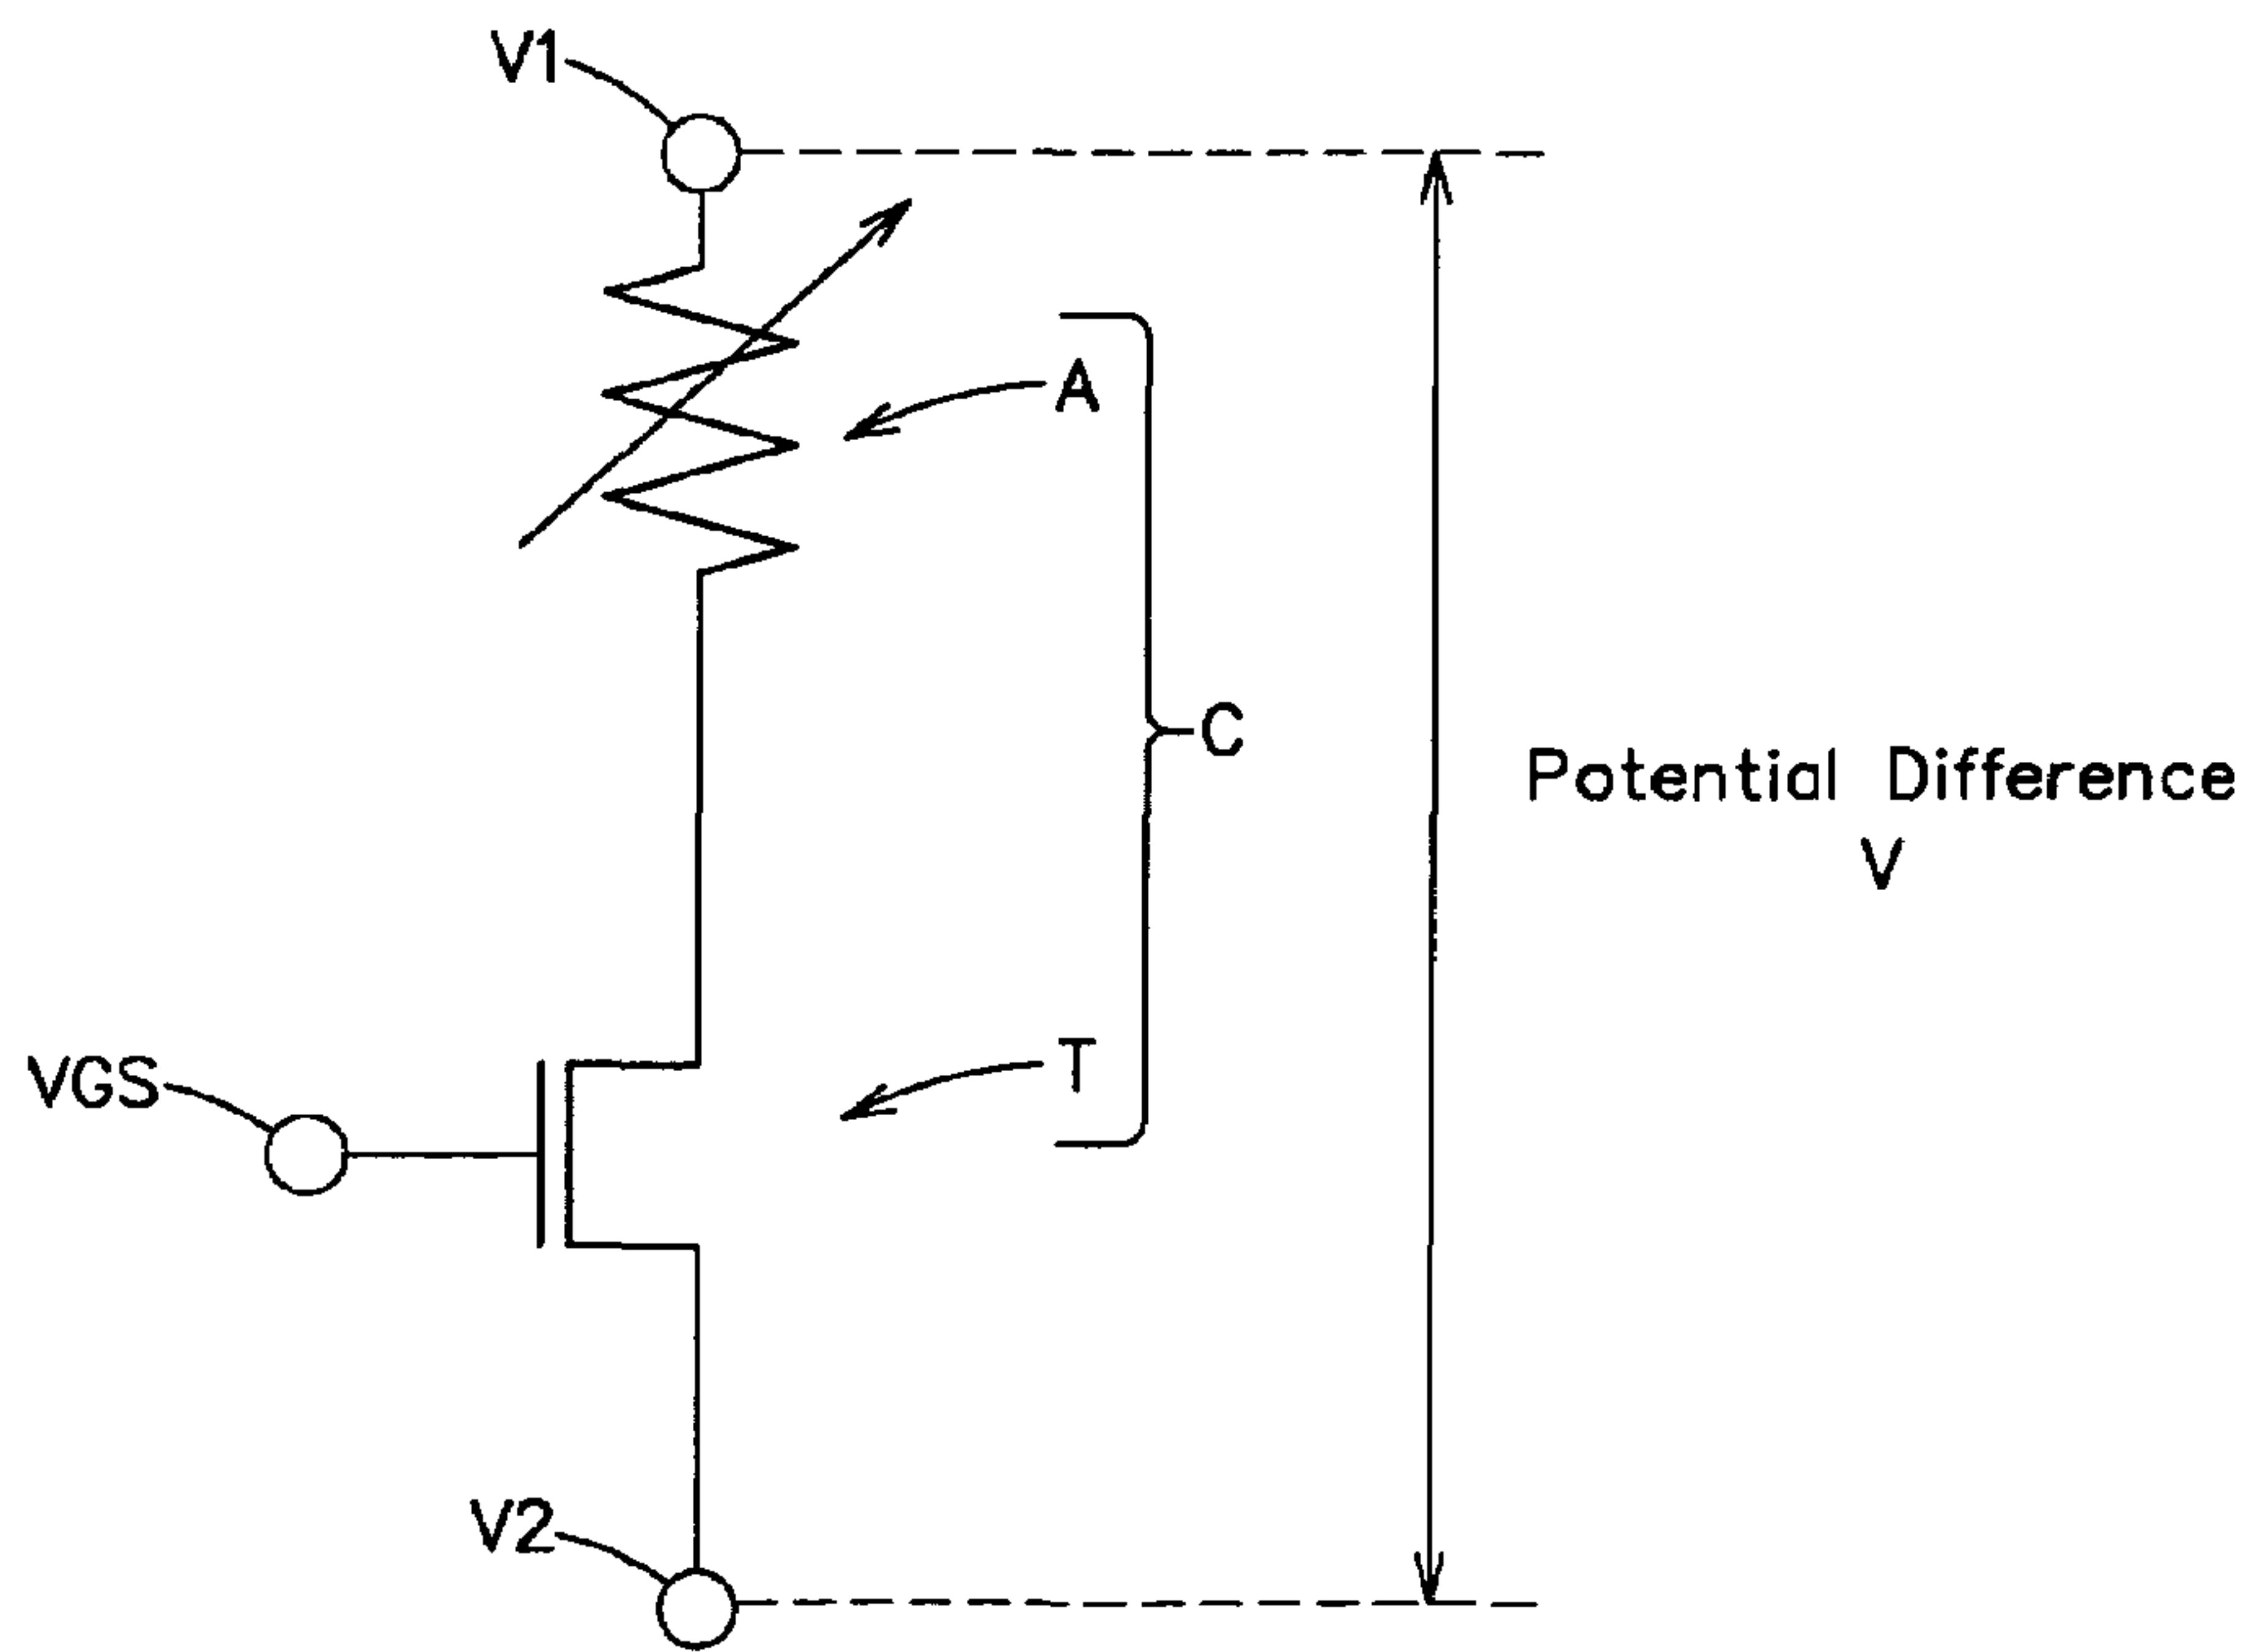 V1
A
C
Potential Difference
V
T
VGS
V2